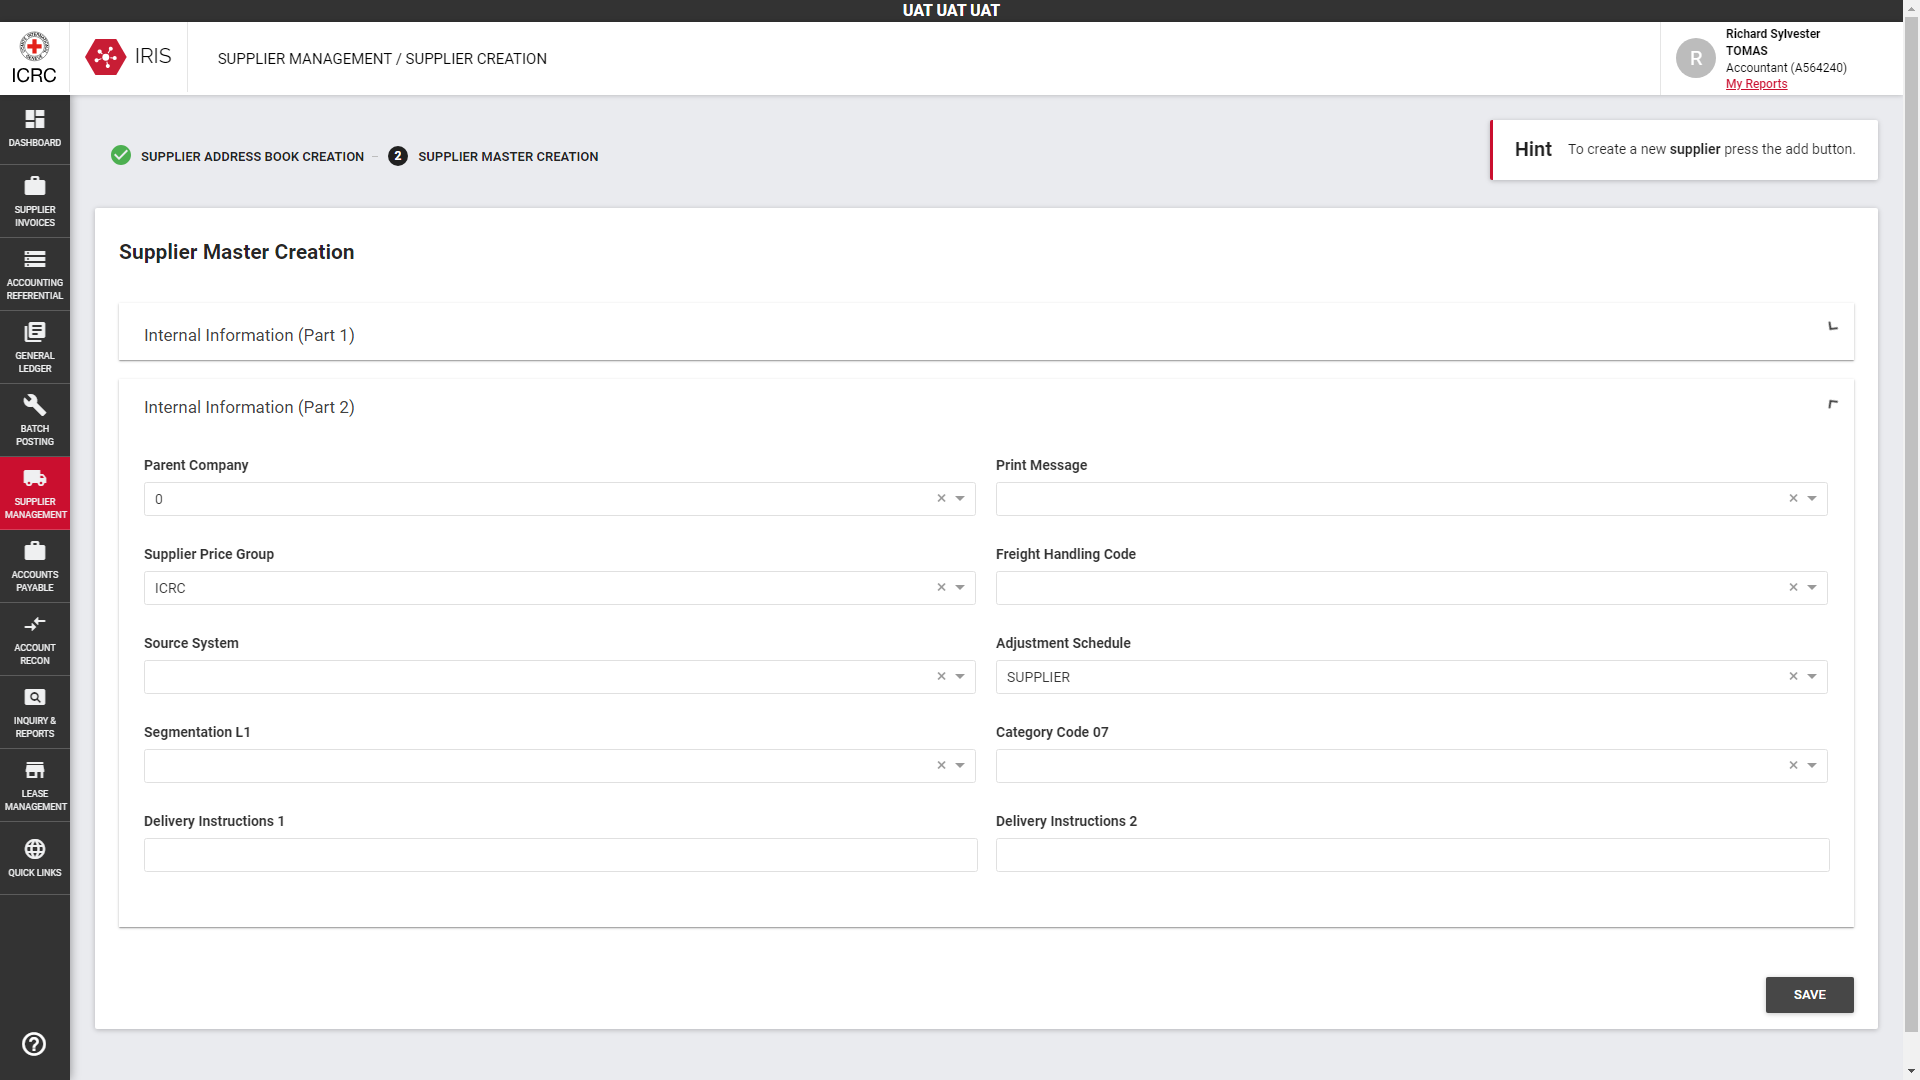 UAT UAT UAT
ICRC
IRIS
SUPPLIER MANAGEMENT / SUPPLIER CREATION
R
Richard Sylvester
TOMAS
Accountant (A564240)
My Reports
DASHBOARD
SUPPLIER
INVOICES
ACCOUNTING
REFERENTIAL
GENERAL
LEDGER
BATCH
POSTING
SUPPLIER
MANAGEMENT
ACCOUNTS
PAYABLE
ACCOUNT
RECON
INQUIRY &
REPORTS
LEASE
MANAGEMENT
QUICK LINKS
SUPPLIER ADDRESS BOOK CREATION
2 SUPPLIER MASTER CREATION
Hint To create a new supplier press the add button.
Supplier Master Creation
Internal Information (Part 1)
Internal Information (Part 2)
Parent Company
0
Print Message
Supplier Price Group
ICRC
Freight Handling Code
Source System
Adjustment Schedule
SUPPLIER
Segmentation L1
Category Code 07
Delivery Instructions 1
Delivery Instructions 2
SAVE